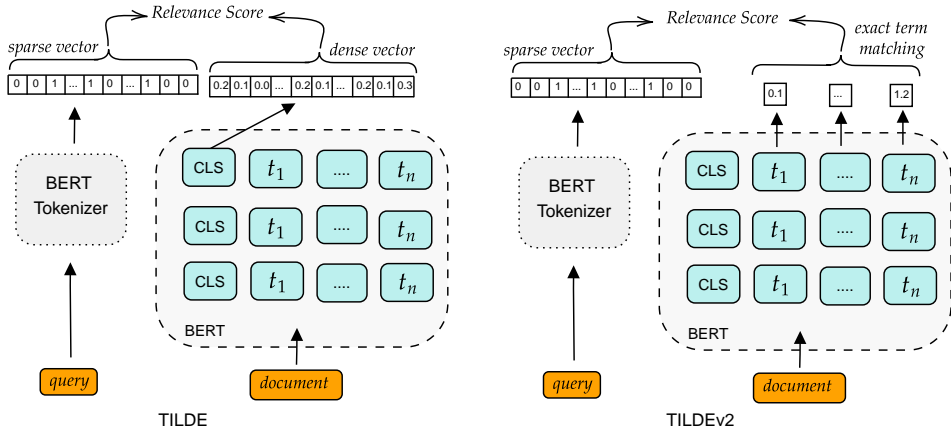 Relevance Score
sparse vector
dense vector
0 0 1 ... 1 0 ... 1 0 0
0.2 0.1 0.0 ... 0.2 0.1 ... 0.2 0.1 0.3
BERT
Tokenizer
CLS t1 .... tn
CLS t1 .... tn
CLS t1 .... tn
BERT
query
document
TILDE
Relevance Score
sparse vector
exact term
matching
0 0 1 ... 1 0 ... 1 0 0
0.1 ... 1.2
BERT
Tokenizer
CLS t1 .... tn
CLS t1 .... tn
CLS t1 .... tn
BERT
query
document
TILDEv2